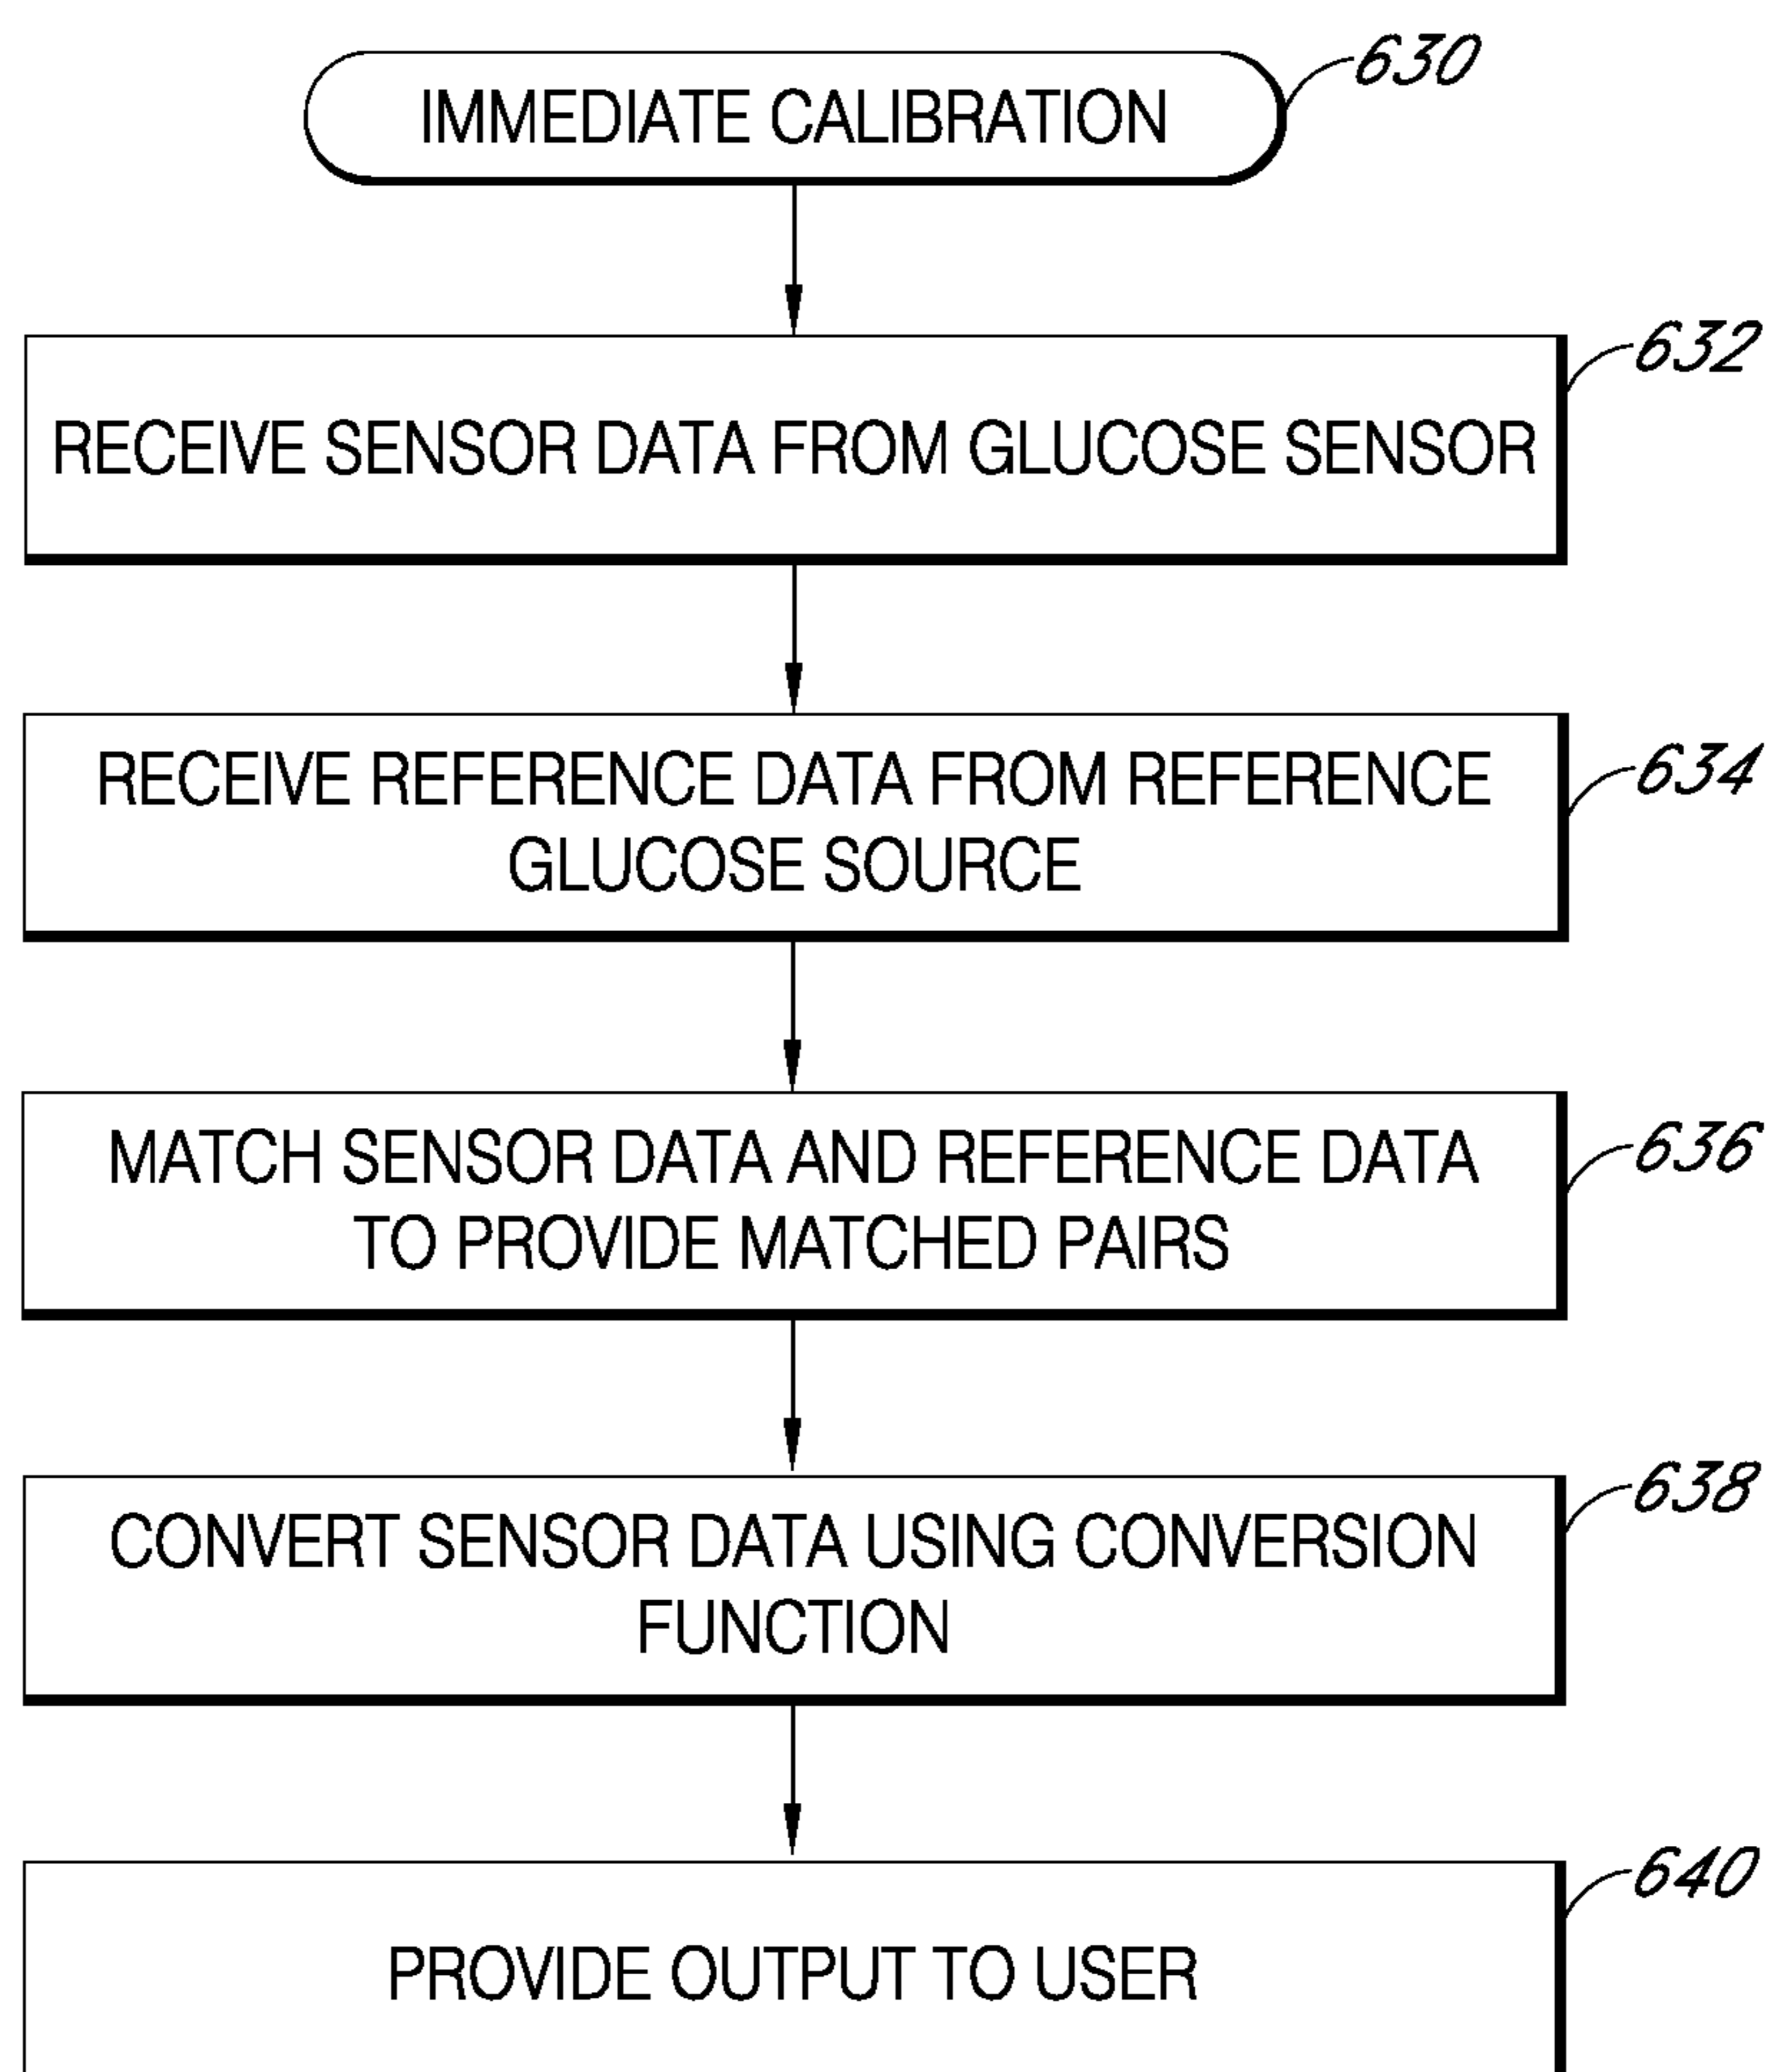 IMMEDIATE CALIBRATION
630
RECEIVE SENSOR DATA FROM GLUCOSE SENSOR
632
RECEIVE REFERENCE DATA FROM REFERENCE
GLUCOSE SOURCE
634
MATCH SENSOR DATA AND REFERENCE DATA
TO PROVIDE MATCHED PAIRS
636
CONVERT SENSOR DATA USING CONVERSION
FUNCTION
638
PROVIDE OUTPUT TO USER
640